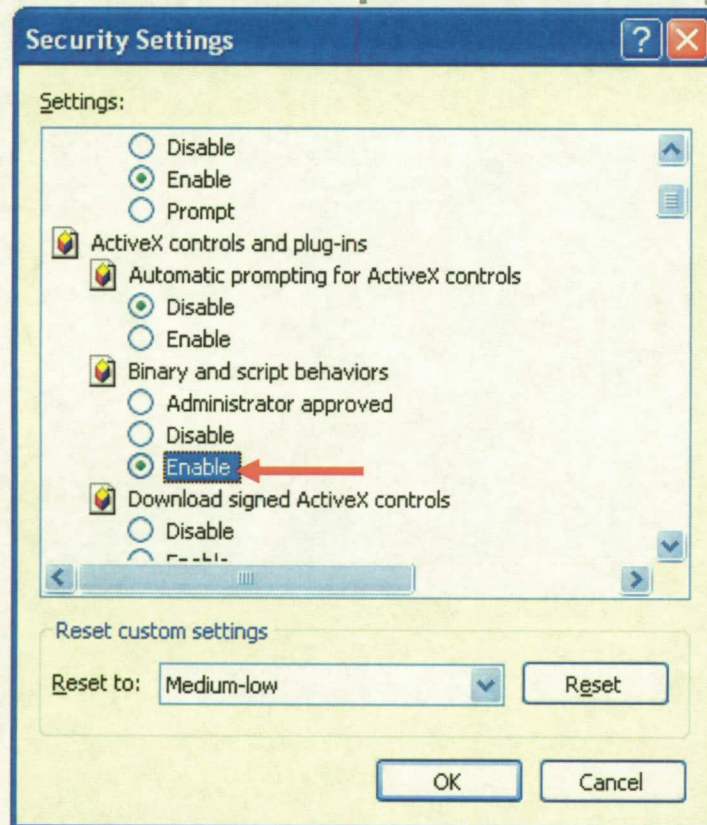 Security Settings
Settings:
Disable
Enable
Prompt
ActiveX controls and plug-ins
Automatic prompting for ActiveX controls
Disable
Enable
Binary and script behaviors
Administrator approved
Disable
Enable
Download signed ActiveX controls
Disable
Reset custom settings
Reset to: Medium-low Reset
OK Cancel